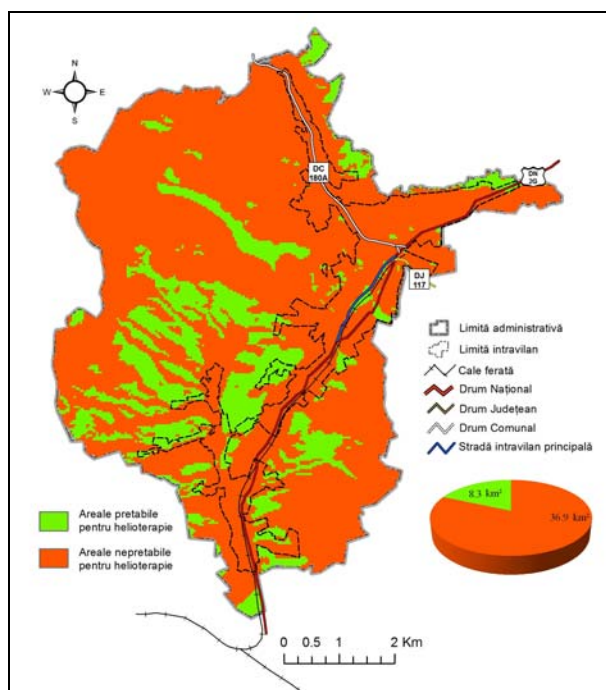 N
W E
S
DC
180A
DN
2G
DJ
117
Limită administrativă
Limită intravilan
Cale ferată
Drum Național
Drum Județean
Drum Comunal
Stradă intravilan principală
Areale pretabile
pentru helioterapie
Areale nepretabile
pentru helioterapie
8.3 km²
36.9 km²
0 0.5 1 2 Km